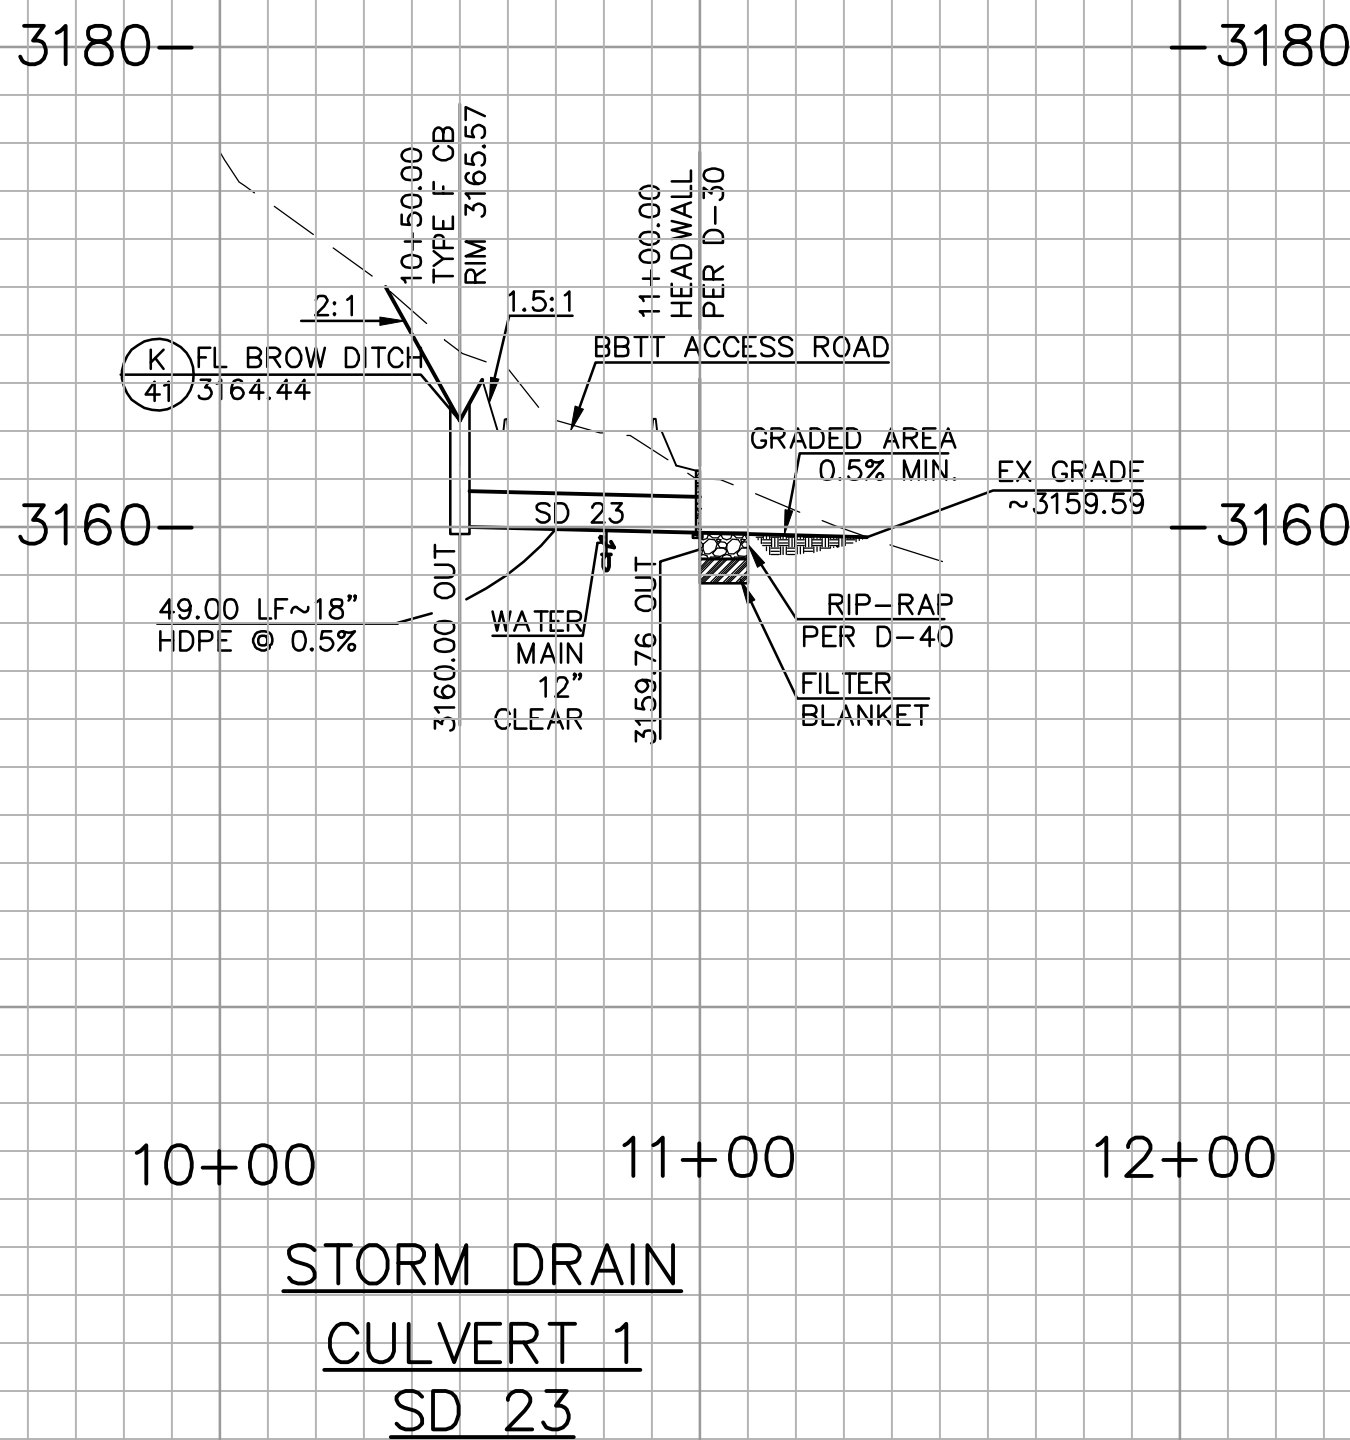 3180
3180
10+50.00
TYPE F CB
RIM 3165.57
11+00.00
HEADWALL
PER D-30
2:1
1.5:1
K
41
FL BROW DITCH
3164.44
BBTT ACCESS ROAD
GRADED AREA
0.5% MIN.
EX GRADE
~3159.59
3160
SD 23
3160
49.00 LF~18"
HDPE @ 0.5%
3160.00 OUT
WATER
MAIN
12"
CLEAR
3159.76 OUT
RIP-RAP
PER D-40
FILTER
BLANKET
10+00
11+00
12+00
STORM DRAIN
CULVERT 1
SD 23